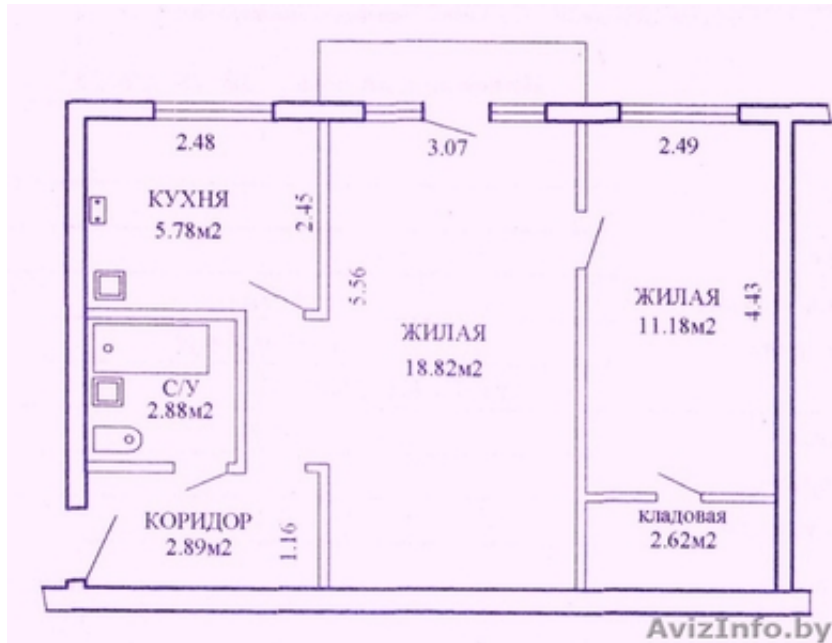 2.48
3.07
2.49
КУХНЯ
5.78м2
2.45
5.56
ЖИЛАЯ
18.82м2
ЖИЛАЯ
11.18м2
4.43
С/У
2.88м2
КОРИДОР
2.89м2
1.16
кладовая
2.62м2
AvizInfo.by